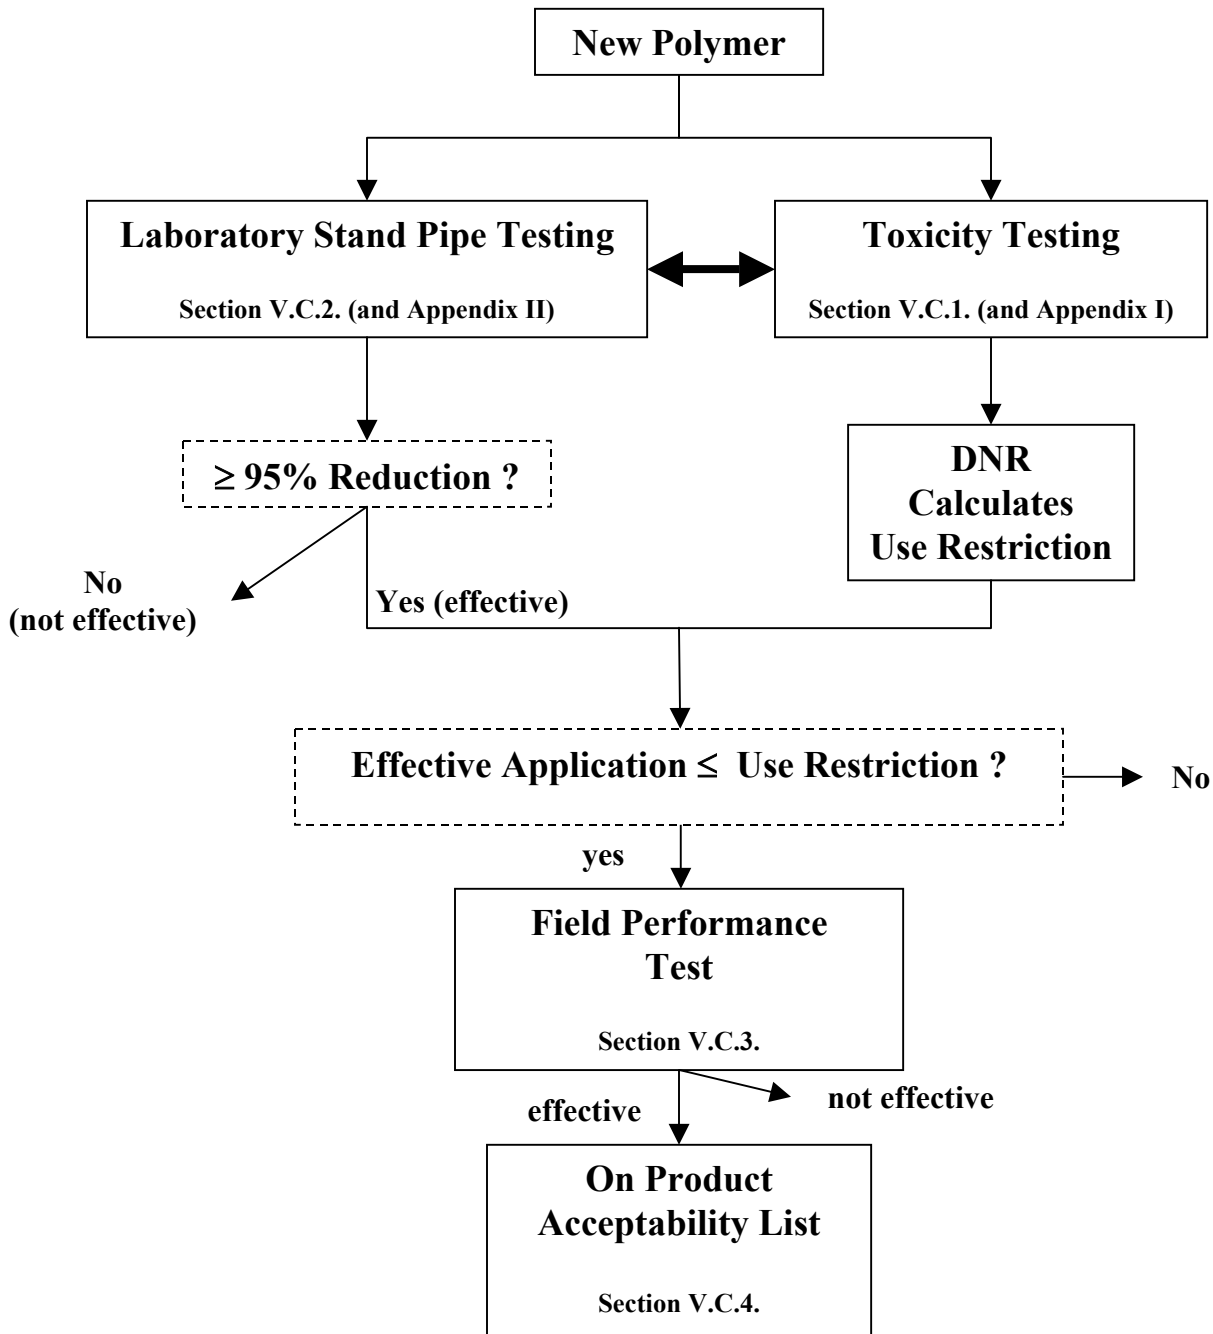 New Polymer
Laboratory Stand Pipe Testing
Section V.C.2. (and Appendix II)
Toxicity Testing
Section V.C.1. (and Appendix I)
≥ 95% Reduction ?
DNR
Calculates
Use Restriction
No
(not effective)
Yes (effective)
Effective Application ≤ Use Restriction ?
No
yes
Field Performance
Test
Section V.C.3.
effective
not effective
On Product
Acceptability List
Section V.C.4.